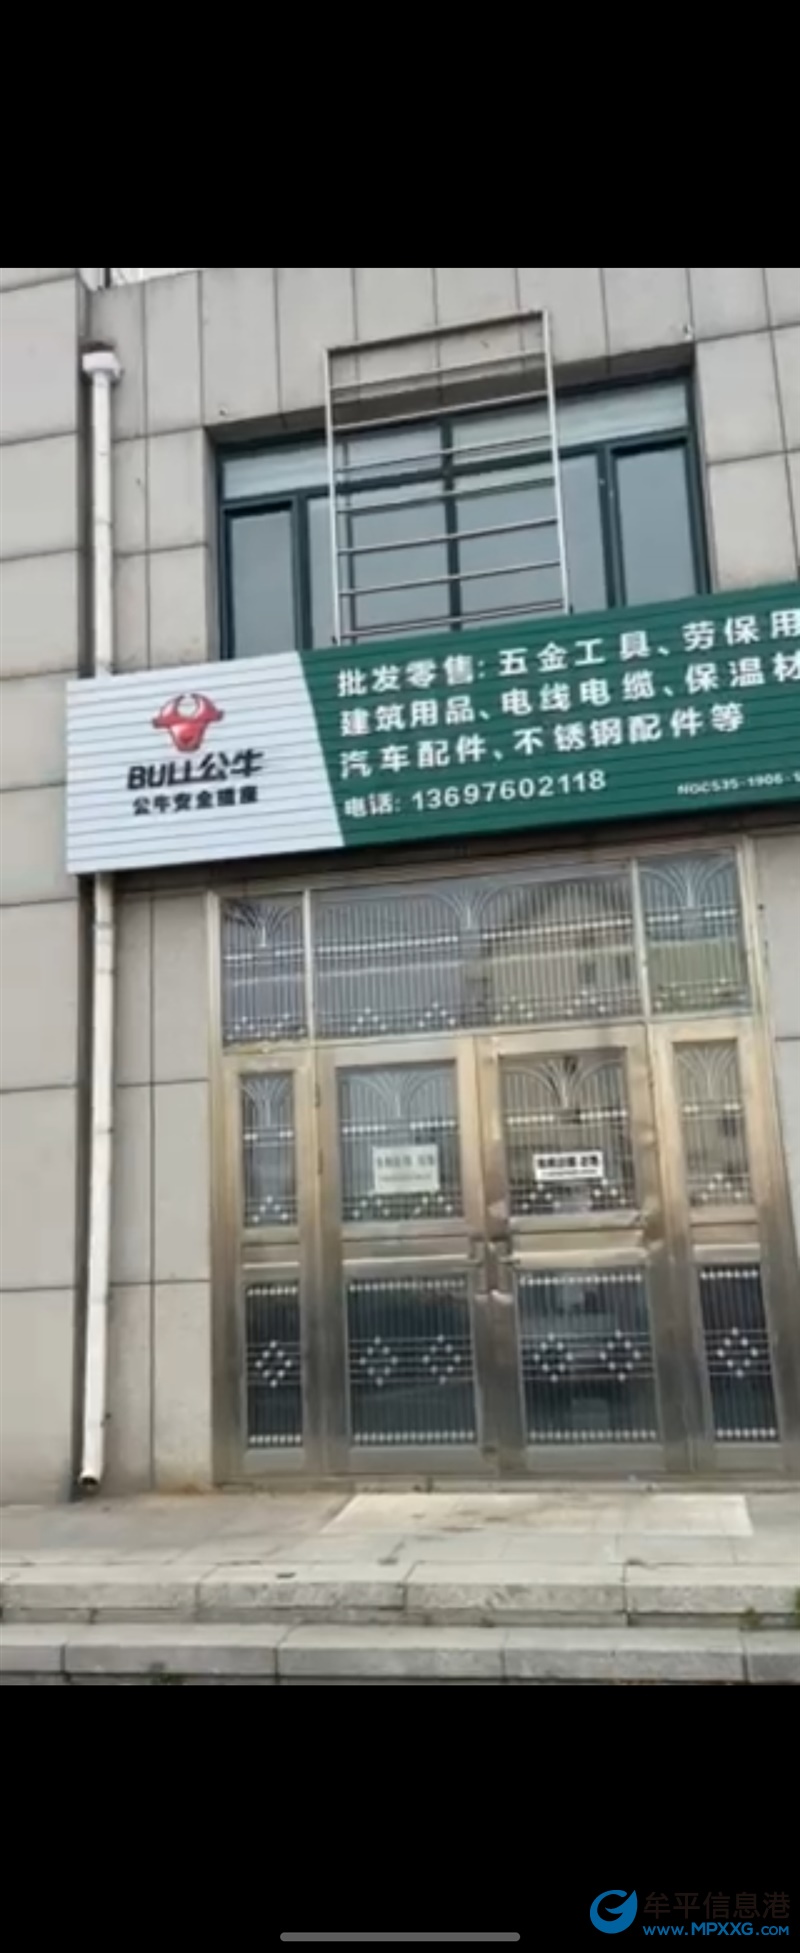 批发零售:五金工具、劳保用
建筑用品、电线电缆、保温材
汽车配件、不锈钢配件等
电话: 13697602118
BULL公牛
公牛安全插座
牟平信息港
www.MPXXG.com